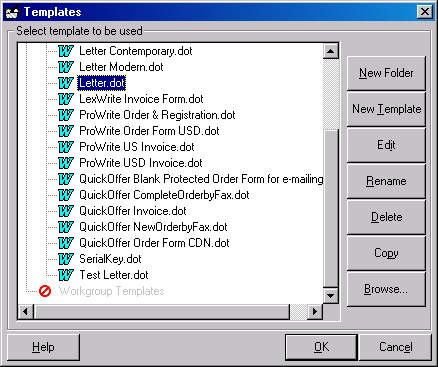 Templates
Select template to be used
Letter Contemporary.dot
Letter Modern.dot
Letter.dot
LexWrite Invoice Form.dot
ProWrite Order & Registration.dot
ProWrite Order Form USD.dot
ProWrite US Invoice.dot
ProWrite USD Invoice.dot
QuickOffer Blank Protected Order Form for e-mailing
QuickOffer CompleteOrderbyFax.dot
QuickOffer Invoice.dot
QuickOffer NewOrderbyFax.dot
QuickOffer Order Form CDN.dot
SerialKey.dot
Test Letter.dot
Workgroup Templates
New Folder
New Template
Edit
Rename
Delete
Copy
Browse...
Help
OK
Cancel